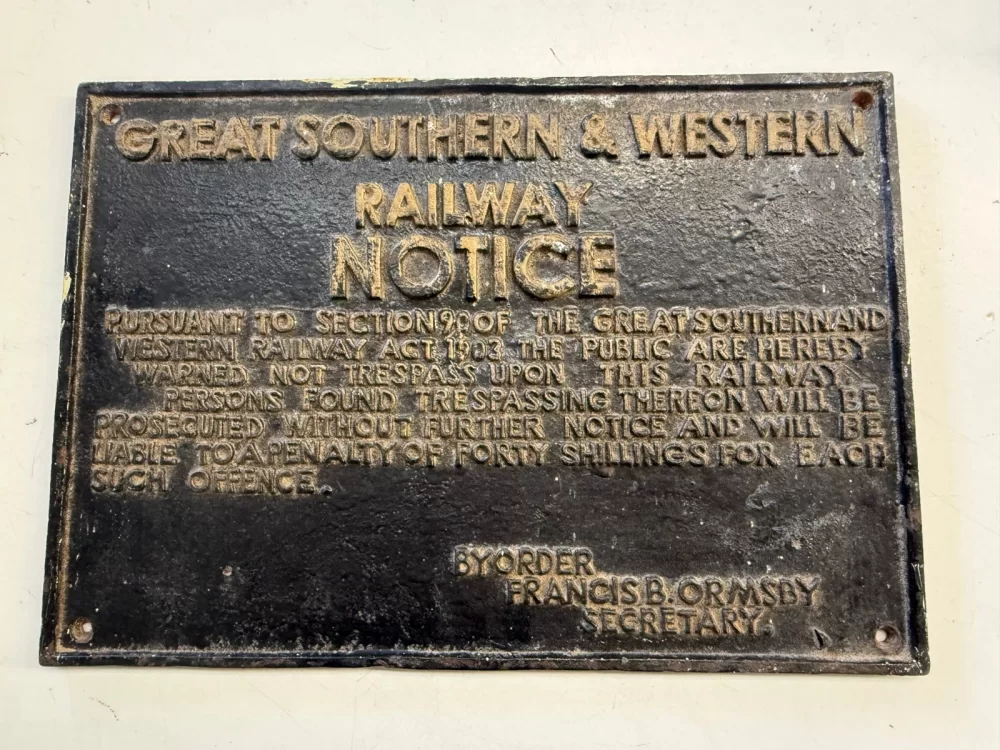 GREAT SOUTHERN & WESTERN
RAILWAY
NOTICE
PURSUANT TO SECTION 90 OF THE GREAT SOUTHERN AND
WESTERN RAILWAY ACT, 1903 THE PUBLIC ARE HEREBY
WARNED NOT TRESPASS UPON THIS RAILWAY.
PERSONS FOUND TRESPASSING THEREON WILL BE
PROSECUTED WITHOUT FURTHER NOTICE AND WILL BE
LIABLE TO A PENIALTY OF FORTY SHILLINGS FOR EACH
SUCH OFFENCE.
BY ORDER
FRANCIS B. ORMSBY
SECRETARY.